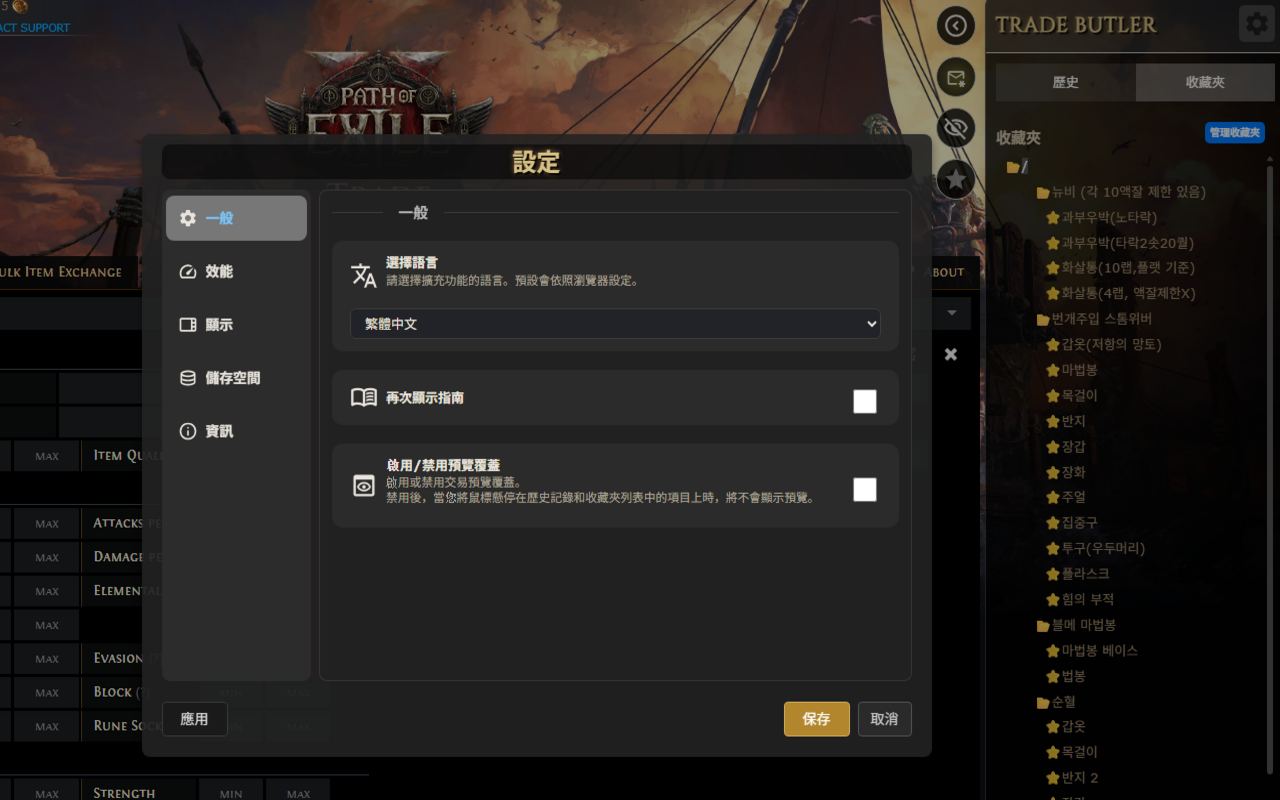 5
ACT SUPPORT
PATH OF
EXILE
TRADE
ULK ITEM EXCHANGE
ABOUT
MAX
ITEM QUAL
MAX
ATTACKS PE
MAX
DAMAGE PE
MAX
ELEMENTAL
MAX
MAX
EVASION
MAX
BLOCK (?)
MIN
MAX
MAX
RUNE SOCK
MAX
STRENGTH
MIN
MAX
設定
一般
效能
顯示
儲存空間
資訊
一般
選擇語言
請選擇擴充功能的語言。預設會依照瀏覽器設定。
繁體中文
再次顯示指南
啟用/禁用預覽覆蓋
啟用或禁用交易預覽覆蓋。
禁用後，當您將鼠標懸停在歷史記錄和收藏夾列表中的項目上時，將不會顯示預覽。
應用
保存
取消
TRADE BUTLER
歷史
收藏夾
收藏夾
管理收藏夾
/
뉴비 (각 10액잘 제한 있음)
과부우박(노타락)
과부우박(타락2솟20퀄)
화살통(10랩,플랫 기준)
화살통(4랩, 액잘제한X)
번개주입 스톰위버
갑옷(저항의 망토)
마법봉
목걸이
반지
장갑
장화
주얼
집중구
투구(우두머리)
플라스크
힘의 부적
블메 마법봉
마법봉 베이스
법봉
순혈
갑옷
목걸이
반지 2